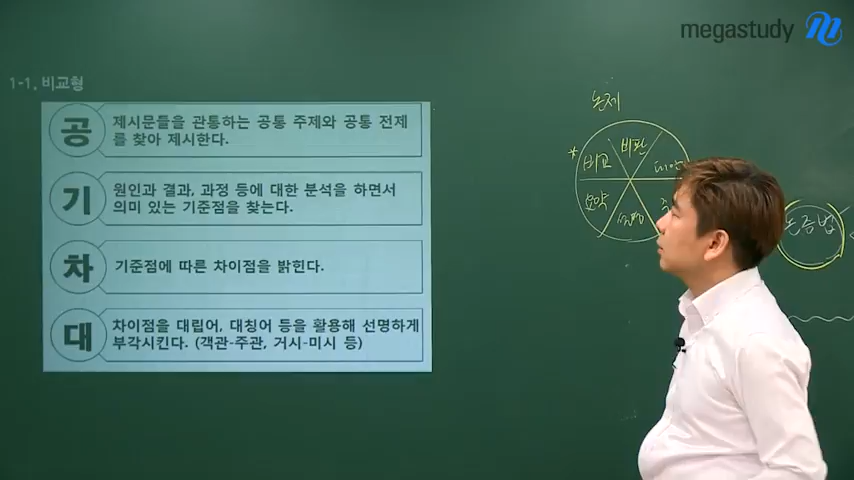 megastudy
1-1. 비교형
공
제시문들을 관통하는 공통 주제와 공통 전제
를 찾아 제시한다.
기
원인과 결과, 과정 등에 대한 분석을 하면서
의미 있는 기준점을 찾는다.
차
기준점에 따른 차이점을 밝힌다.
대
차이점을 대립어, 대칭어 등을 활용해 선명하게
부각시킨다. (객관-주관, 거시-미시 등)
논제
* 비교
비판
대안
요약
논증법